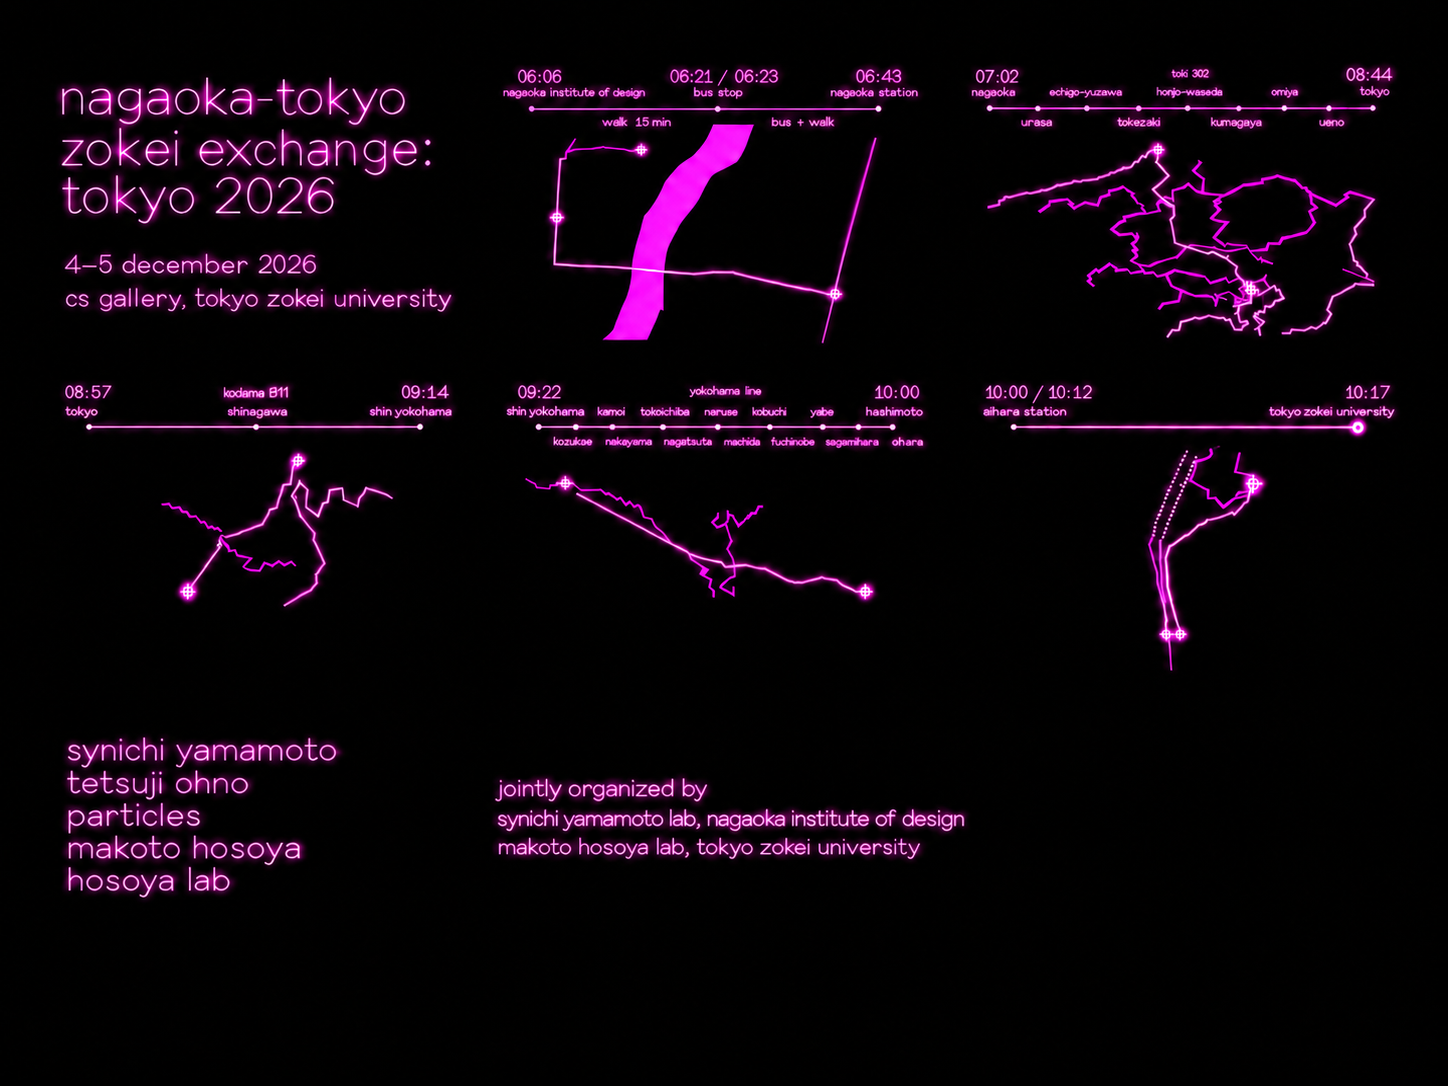 nagaoka-tokyo
zokei exchange:
tokyo 2026
4–5 december 2026
cs gallery, tokyo zokei university
06:06 06:21 / 06:23 06:43
nagaoka institute of design bus stop nagaoka station
walk 15 min bus + walk
07:02 toki 302 08:44
nagaoka echigo-yuzawa honjo-waseda omiya tokyo
urasa tokezaki kumagaya ueno
08:57 kodama 811 09:14
tokyo shinagawa shin yokohama
09:22 yokohama line 10:00
shin yokohama kamoi tokoichiba naruse kobuchi yabe hashimoto
kozukae nakayama nagatsuta machida fuchinobe sagamihara ohara
10:00 / 10:12 10:17
aihara station tokyo zokei university
synichi yamamoto
tetsuji ohno
particles
makoto hosoya
hosoya lab
jointly organized by
synichi yamamoto lab, nagaoka institute of design
makoto hosoya lab, tokyo zokei university